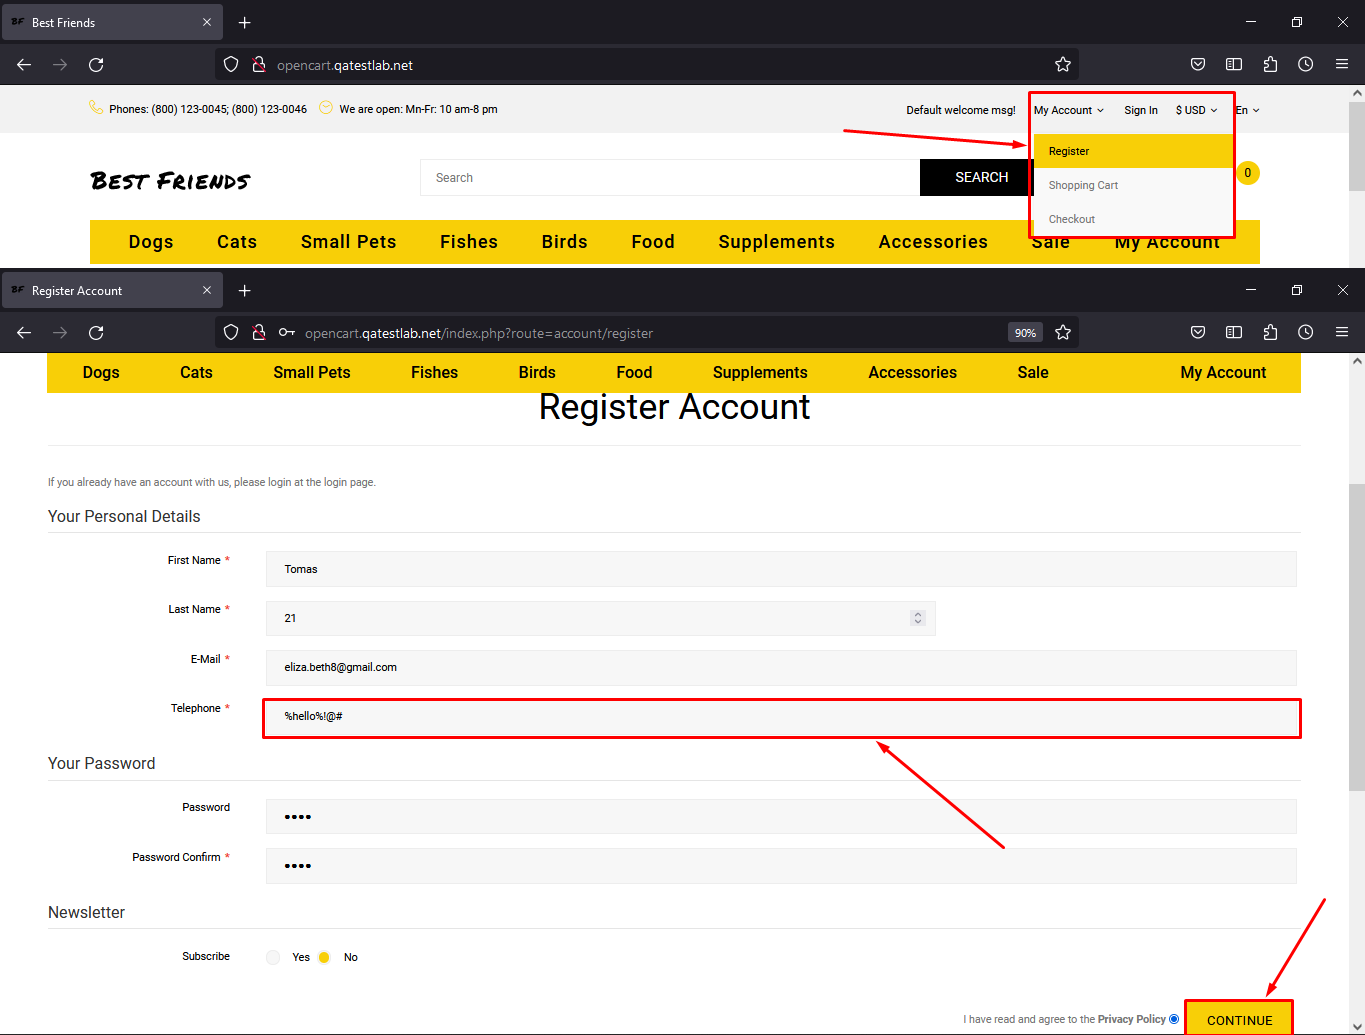 BF Best Friends
opencart.qatestlab.net
Phones: (800) 123-0045; (800) 123-0046 We are open: Mn-Fr: 10 am-8 pm Default welcome msg! My Account Sign In $ USD En
Register
BEST FRIENDS Search SEARCH 0
Shopping Cart
Checkout
Dogs Cats Small Pets Fishes Birds Food Supplements Accessories Sale My Account
BF Register Account
opencart.qatestlab.net/index.php?route=account/register 90%
Dogs Cats Small Pets Fishes Birds Food Supplements Accessories Sale My Account
Register Account
If you already have an account with us, please login at the login page.
Your Personal Details
First Name * Tomas
Last Name * 21
E-Mail * eliza.beth8@gmail.com
Telephone * %hello%!@#
Your Password
Password ••••
Password Confirm * ••••
Newsletter
Subscribe Yes No
I have read and agree to the Privacy Policy CONTINUE